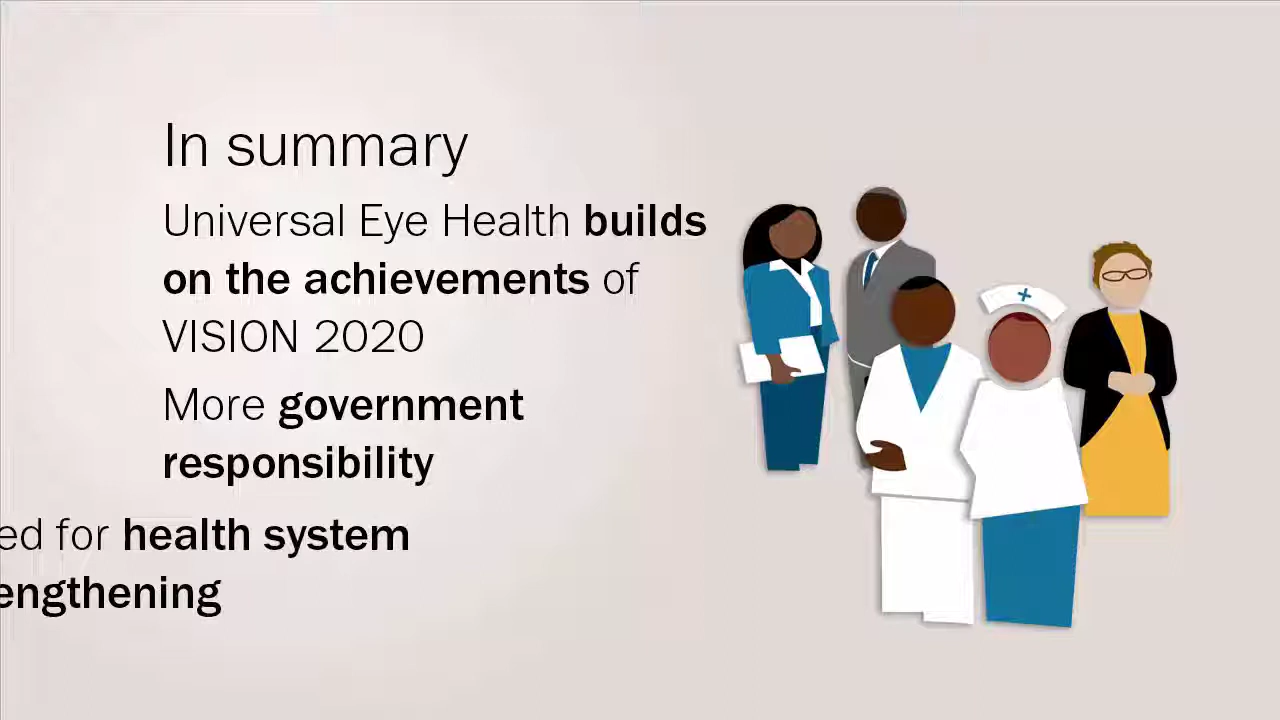 In summary
Universal Eye Health builds
on the achievements of
VISION 2020
More government
responsibility
ed for health system
engthening